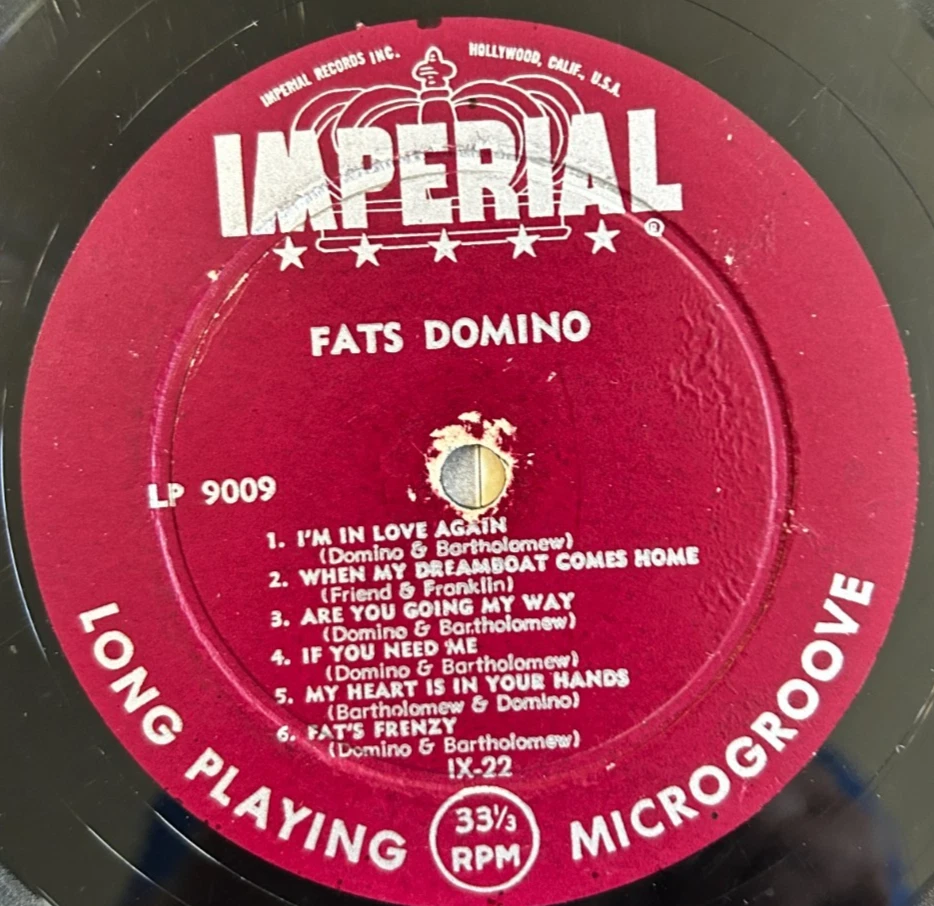 IMPERIAL RECORDS INC. HOLLYWOOD, CALIF., U.S.A.
IMPERIAL
®
FATS DOMINO
LP 9009
1. I'M IN LOVE AGAIN
(Domino & Bartholomew)
2. WHEN MY DREAMBOAT COMES HOME
(Friend & Franklin)
3. ARE YOU GOING MY WAY
(Domino & Bartholomew)
4. IF YOU NEED ME
(Domino & Bartholomew)
5. MY HEART IS IN YOUR HANDS
(Bartholomew & Domino)
6. FAT'S FRENZY
(Domino & Bartholomew)
IX-22
LONG PLAYING
33⅓
RPM
MICROGROOVE